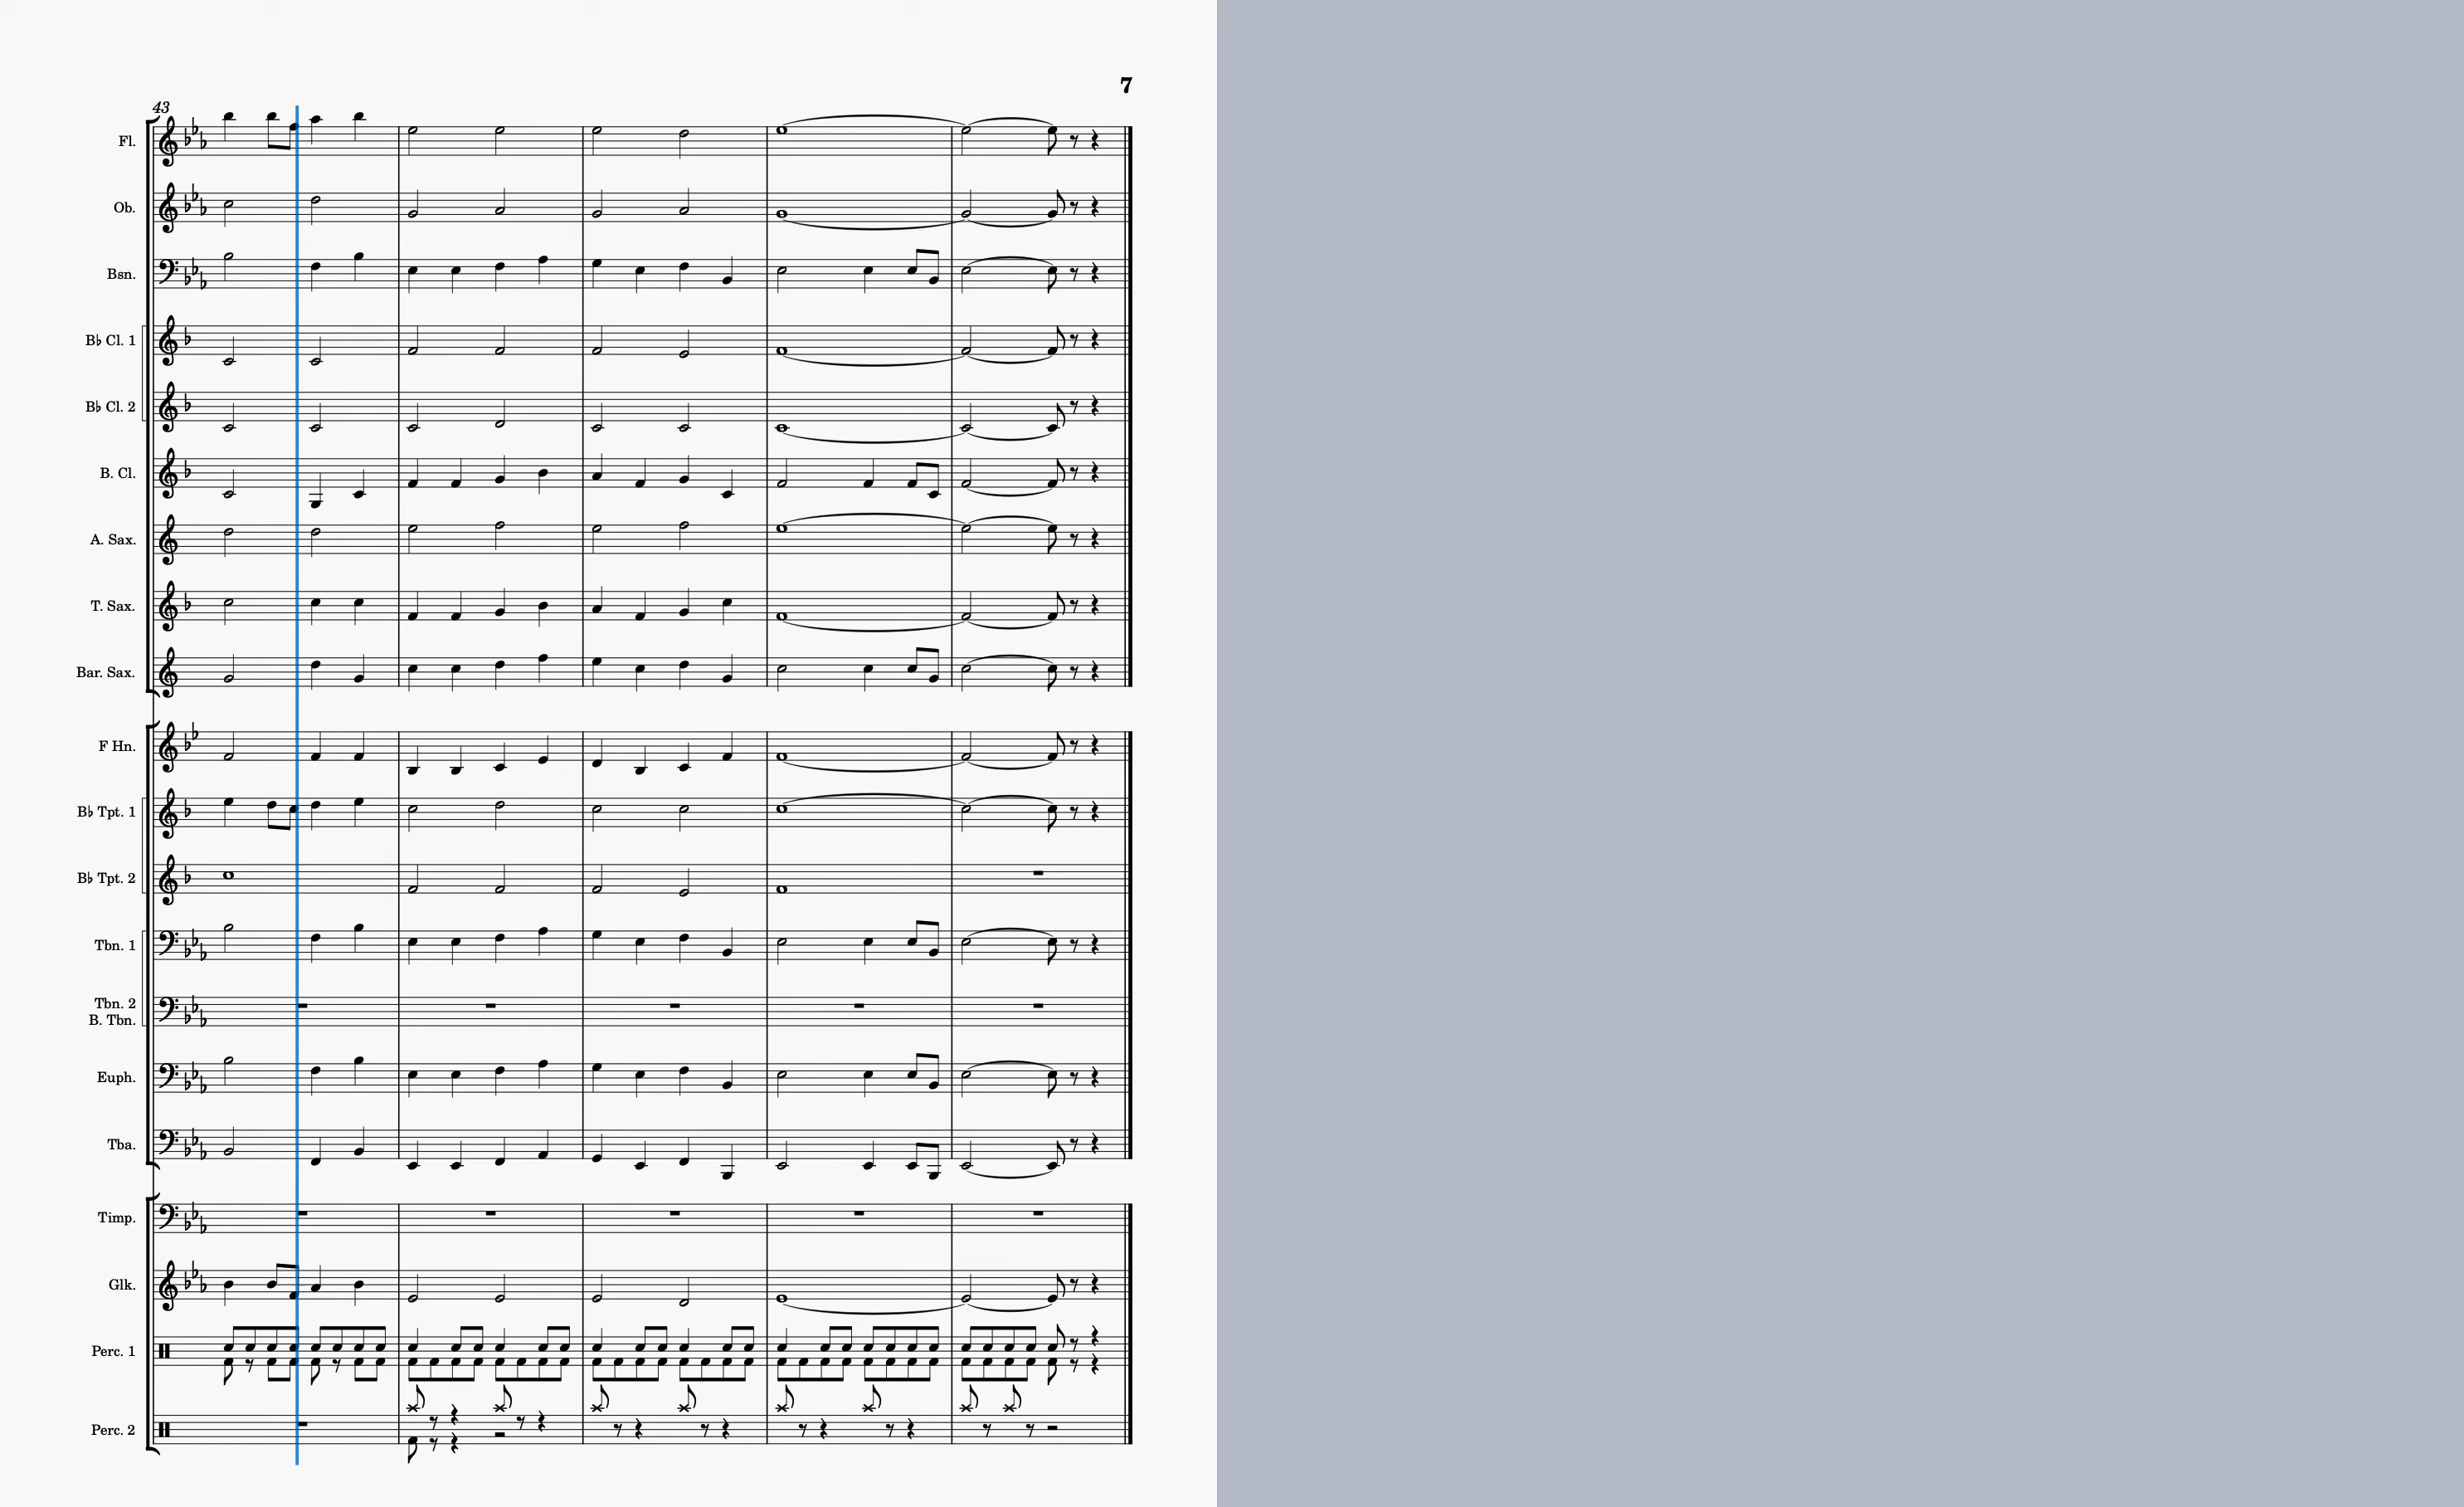 7
43
Fl.
Ob.
Bsn.
B♭ Cl. 1
B♭ Cl. 2
B. Cl.
A. Sax.
T. Sax.
Bar. Sax.
F Hn.
B♭ Tpt. 1
B♭ Tpt. 2
Tbn. 1
Tbn. 2
B. Tbn.
Euph.
Tba.
Timp.
Glk.
Perc. 1
Perc. 2